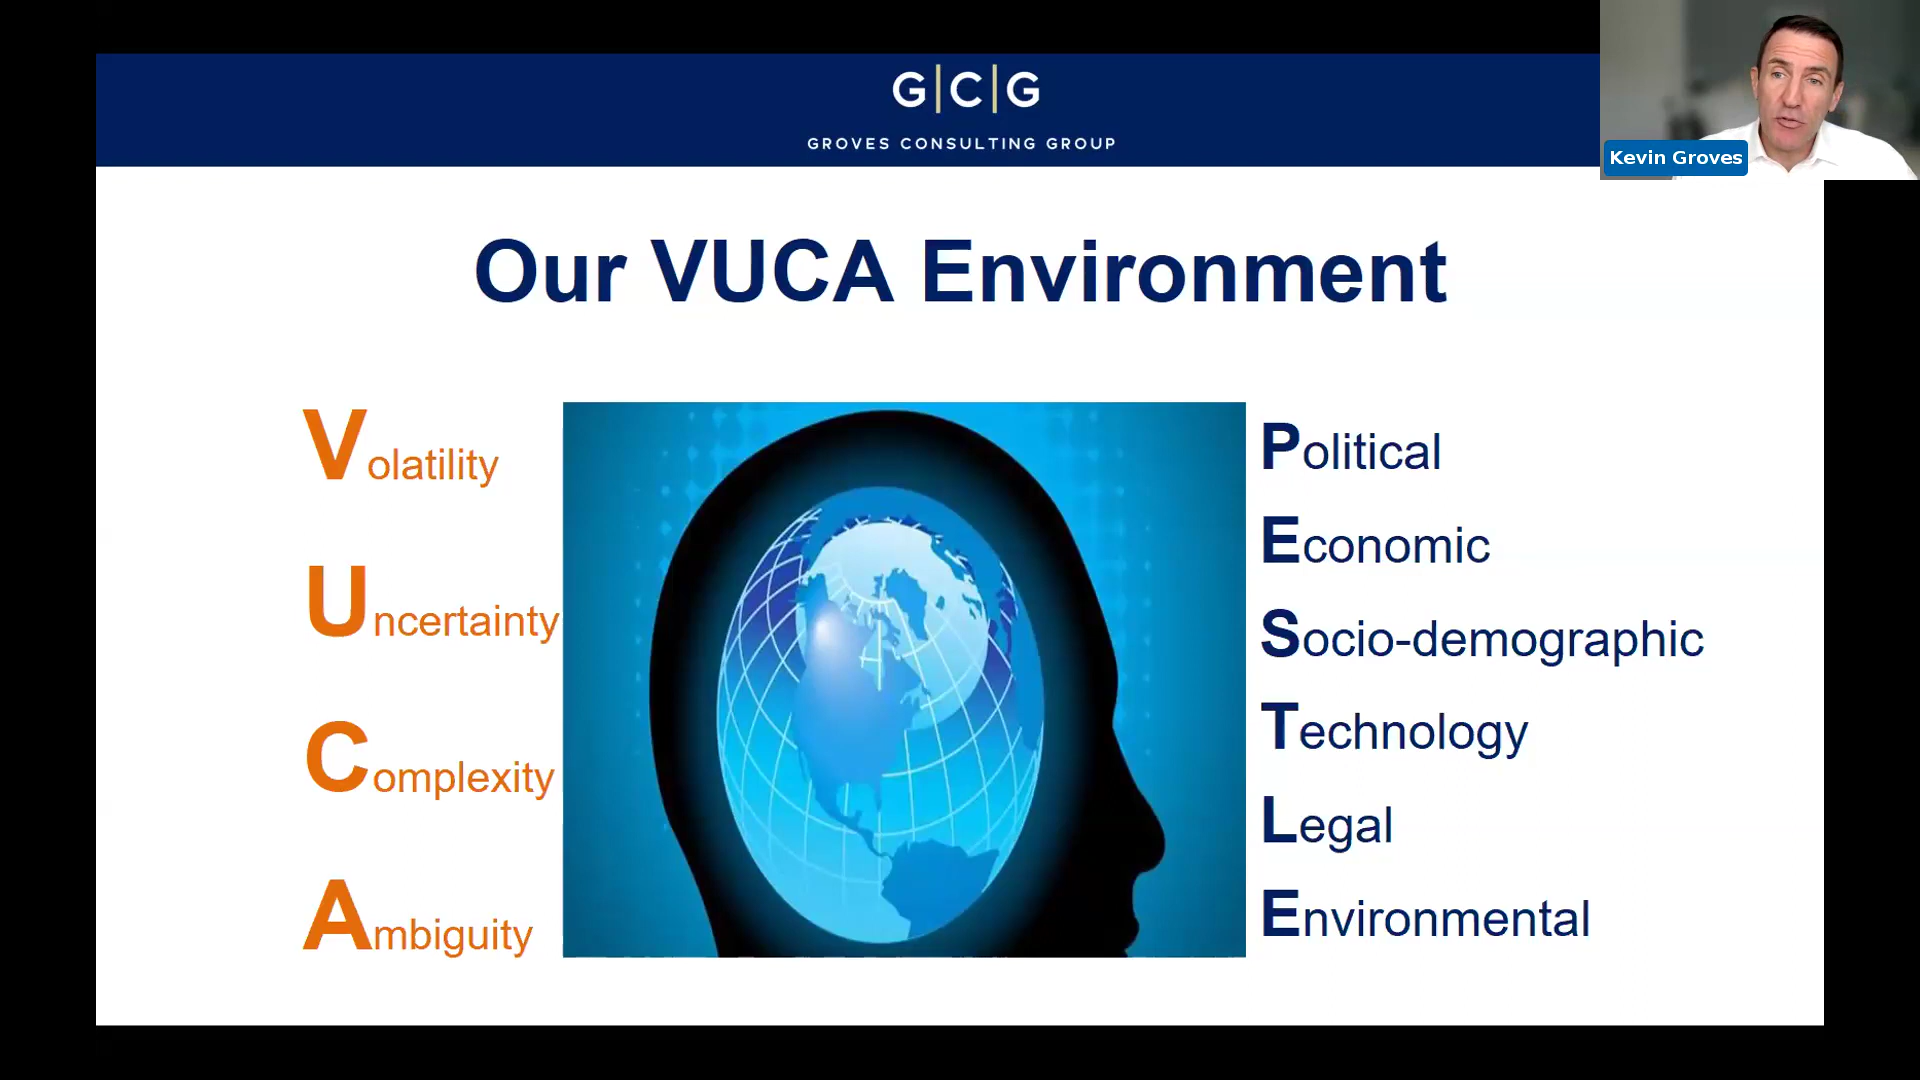 G|C|G
GROVES CONSULTING GROUP
Kevin Groves
Our VUCA Environment
Volatility
Uncertainty
Complexity
Ambiguity
Political
Economic
Socio-demographic
Technology
Legal
Environmental